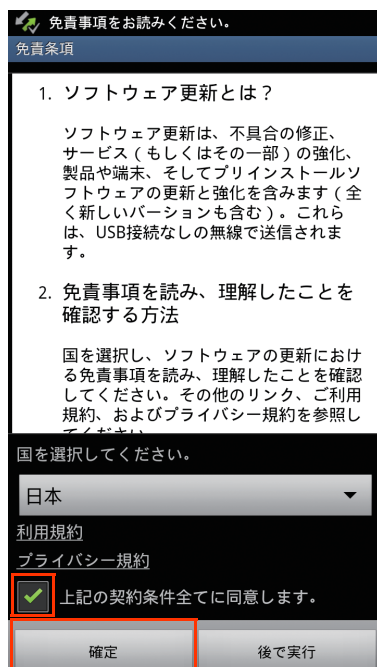 免責事項をお読みください。
免責条項
1. ソフトウェア更新とは？
ソフトウェア更新は、不具合の修正、
サービス（もしくはその一部）の強化、
製品や端末、そしてプリインストールソ
フトウェアの更新と強化を含みます（全
く新しいバーションも含む）。これら
は、USB接続なしの無線で送信されま
す。
2. 免責事項を読み、理解したことを
確認する方法
国を選択し、ソフトウェアの更新におけ
る免責事項を読み、理解したことを確認
してください。その他のリンク、ご利用
規約、およびプライバシー規約を参照し
てください。
国を選択してください。
日本
利用規約
プライバシー規約
上記の契約条件全てに同意します。
確定
後で実行